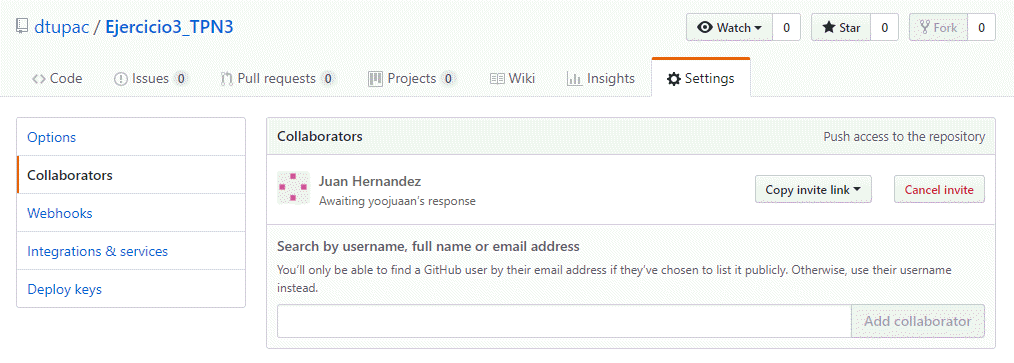 dtupac / Ejercicio3_TPN3
Watch 0 Star 0 Fork 0
Code Issues 0 Pull requests 0 Projects 0 Wiki Insights Settings
Options
Collaborators
Webhooks
Integrations & services
Deploy keys
Collaborators Push access to the repository
Juan Hernandez
Awaiting yoojuaan's response
Copy invite link Cancel invite
Search by username, full name or email address
You'll only be able to find a GitHub user by their email address if they've chosen to list it publicly. Otherwise, use their username
instead.
Add collaborator